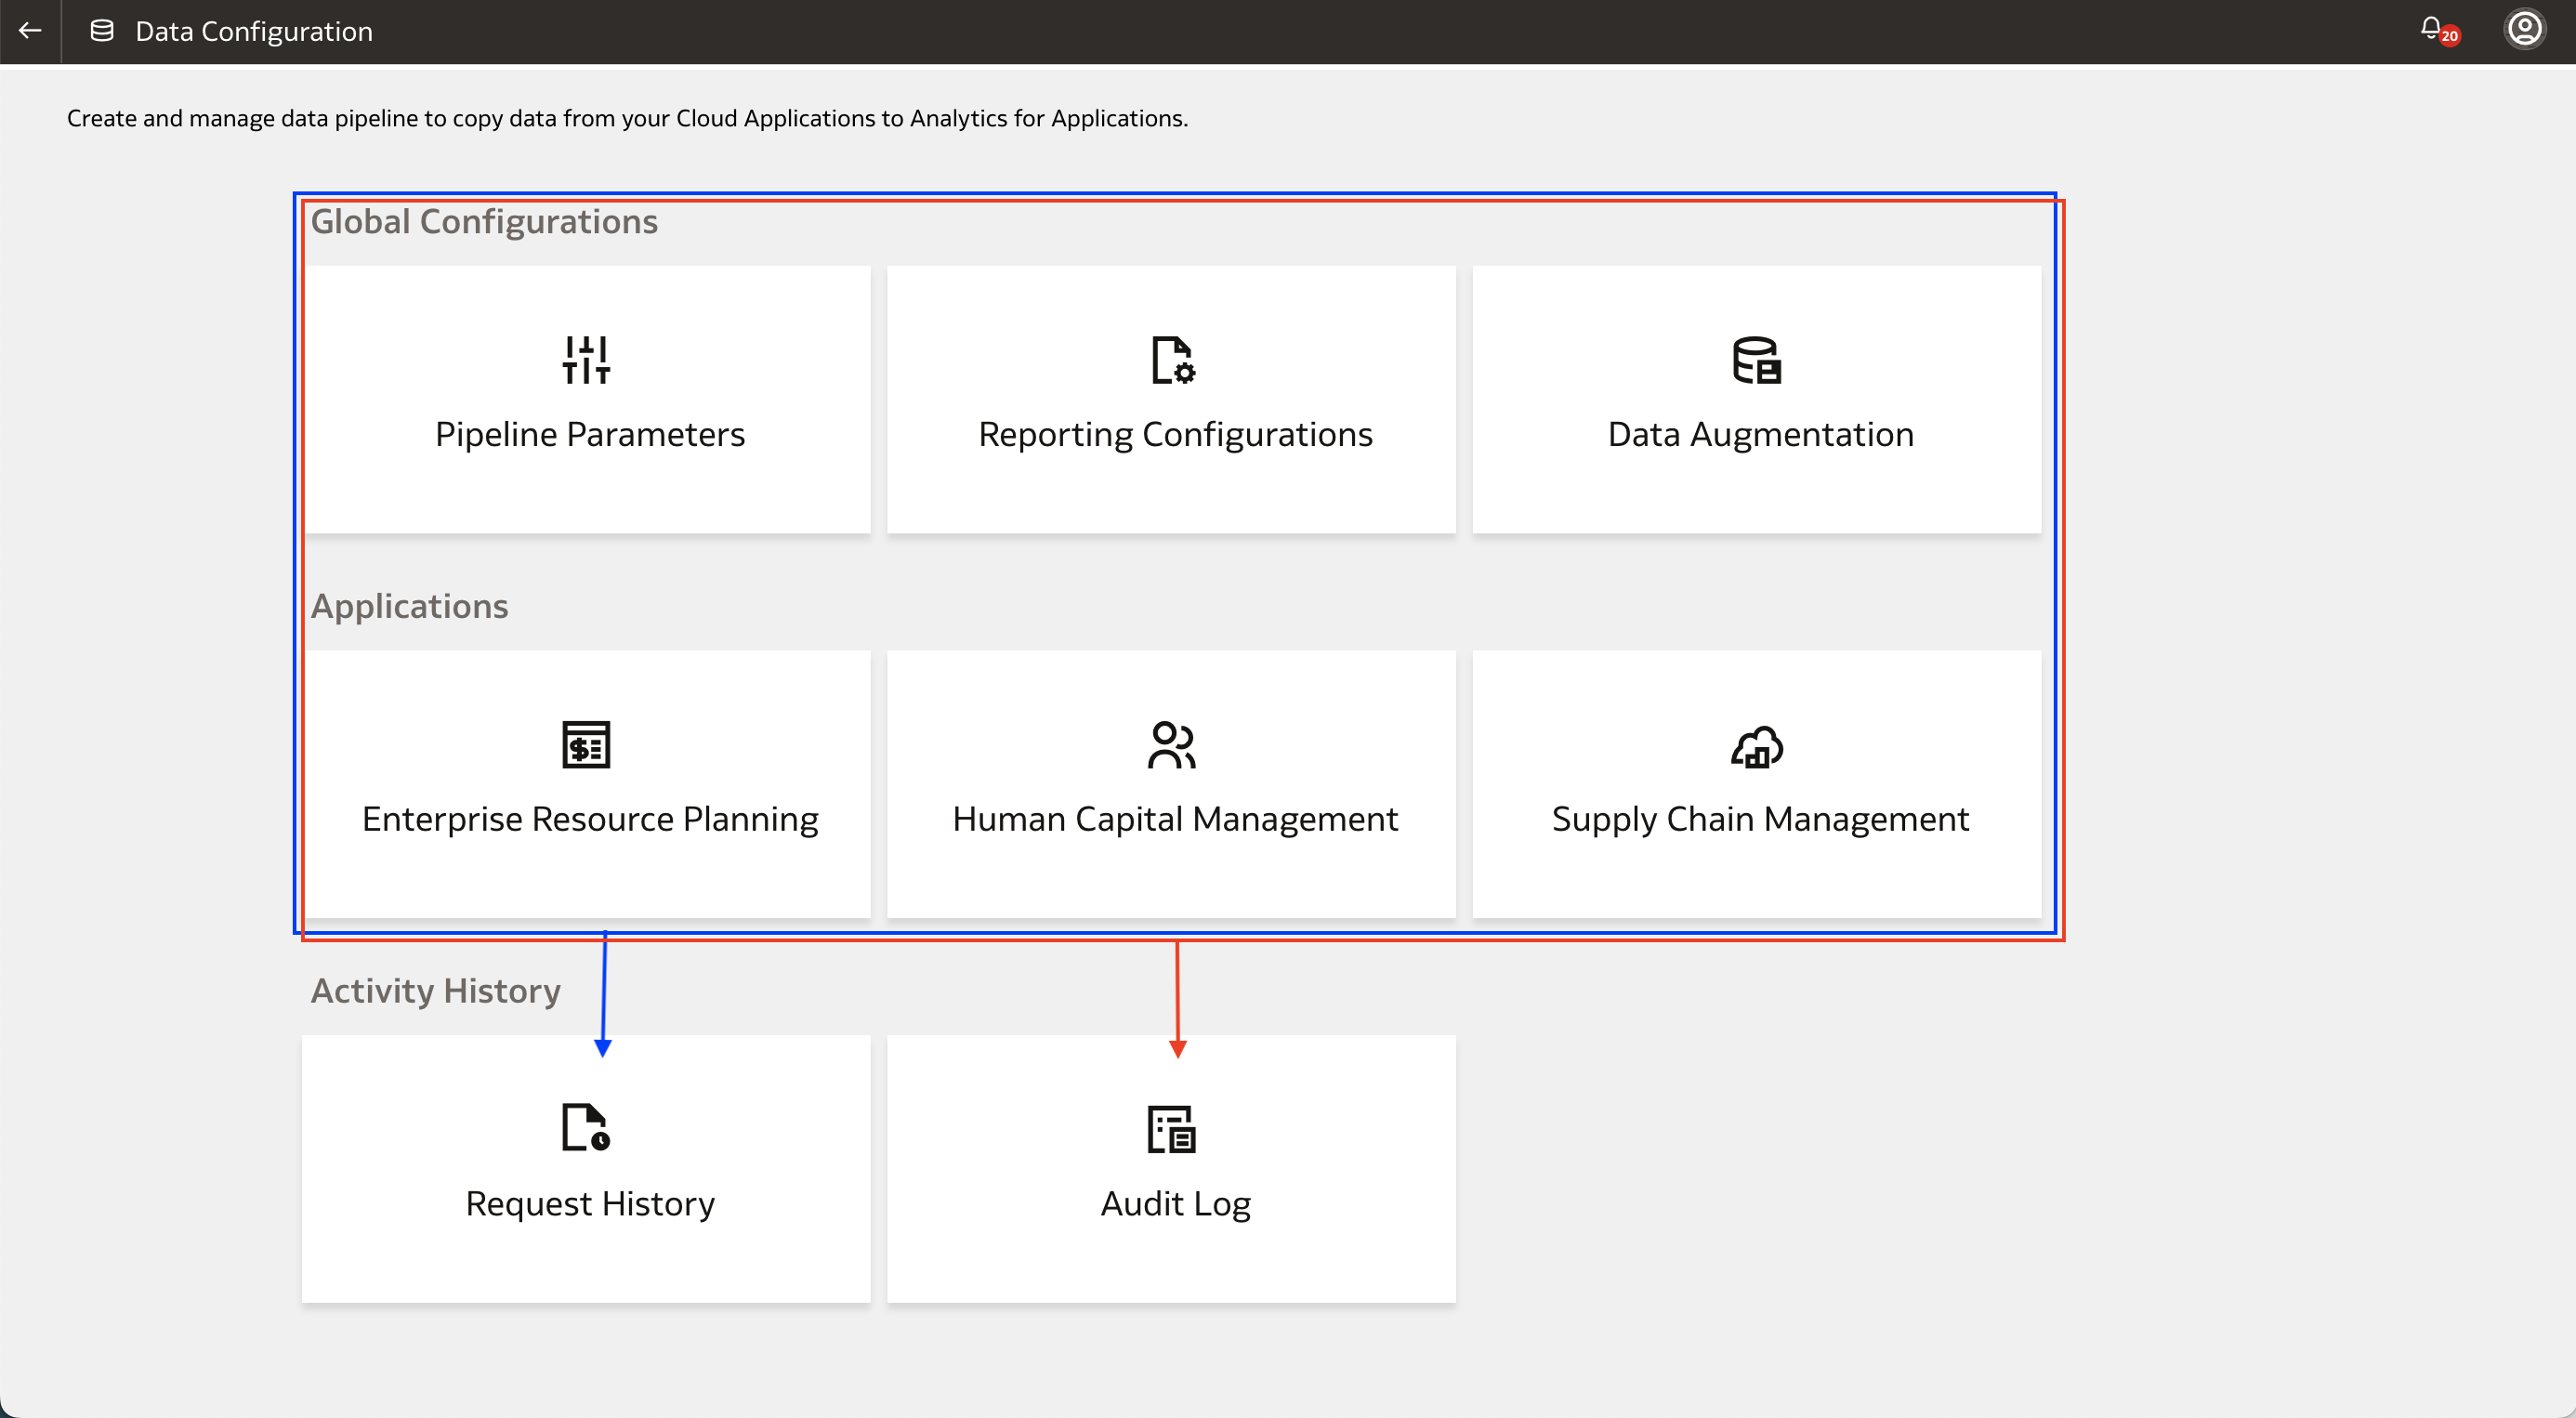 Data Configuration
20
Create and manage data pipeline to copy data from your Cloud Applications to Analytics for Applications.
Global Configurations
Pipeline Parameters
Reporting Configurations
Data Augmentation
Applications
Enterprise Resource Planning
Human Capital Management
Supply Chain Management
Activity History
Request History
Audit Log